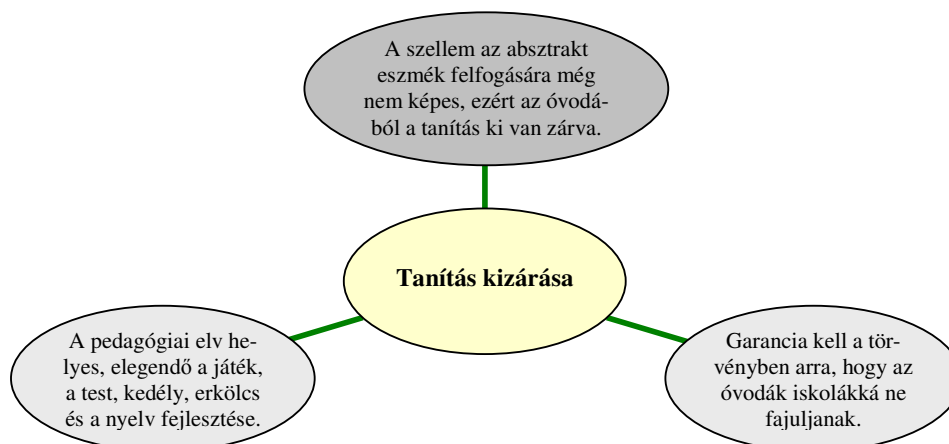 A szellem az absztrakt
eszmék felfogására még
nem képes, ezért az óvodá-
ból a tanítás ki van zárva.
Tanítás kizárása
A pedagógiai elv he-
lyes, elegendő a játék,
a test, kedély, erkölcs
és a nyelv fejlesztése.
Garancia kell a tör-
vényben arra, hogy az
óvodák iskolákká ne
fajuljanak.